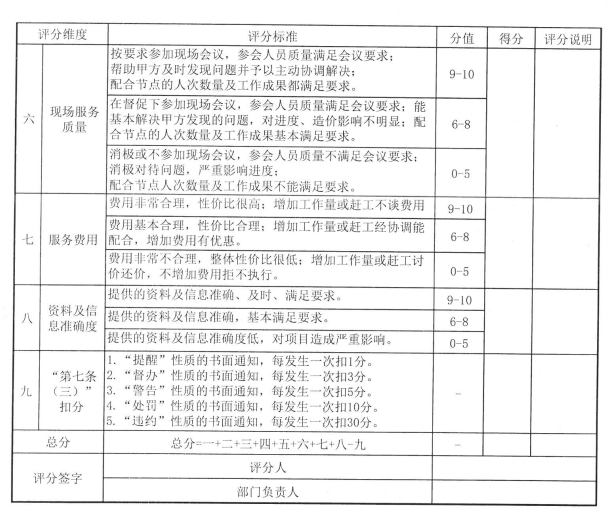 评分维度 评分标准 分值 得分 评分说明
六 现场服务质量
按要求参加现场会议，参会人员质量满足会议要求；
帮助甲方及时发现问题并予以主动协调解决；
配合节点的人次数量及工作成果都满足要求。
9-10
在督促下参加现场会议，参会人员质量满足会议要求；能
基本解决甲方发现的问题，对进度、造价影响不明显；配
合节点的人次数量及工作成果基本满足要求。
6-8
消极或不参加现场会议，参会人员质量不满足会议要求；
消极对待问题，严重影响进度；
配合节点人次数量及工作成果不能满足要求。
0-5
七 服务费用
费用非常合理，性价比很高；增加工作量或赶工不谈费用
9-10
费用基本合理，性价比合理；增加工作量或赶工经协调能
配合，增加费用有优惠。
6-8
费用非常不合理，整体性价比很低；增加工作量或赶工讨
价还价，不增加费用拒不执行。
0-5
八 资料及信息准确度
提供的资料及信息准确、及时、满足要求。
9-10
提供的资料及信息准确，基本满足要求。
6-8
提供的资料及信息准确度低，对项目造成严重影响。
0-5
九 “第七条（三）”扣分
1. “提醒”性质的书面通知，每发生一次扣1分。
2. “督办”性质的书面通知，每发生一次扣3分。
3. “警告”性质的书面通知，每发生一次扣5分。
4. “处罚”性质的书面通知，每发生一次扣10分。
5. “违约”性质的书面通知，每发生一次扣30分。
-
总分 总分=一+二+三+四+五+六+七+八-九 -
评分签字 评分人
部门负责人